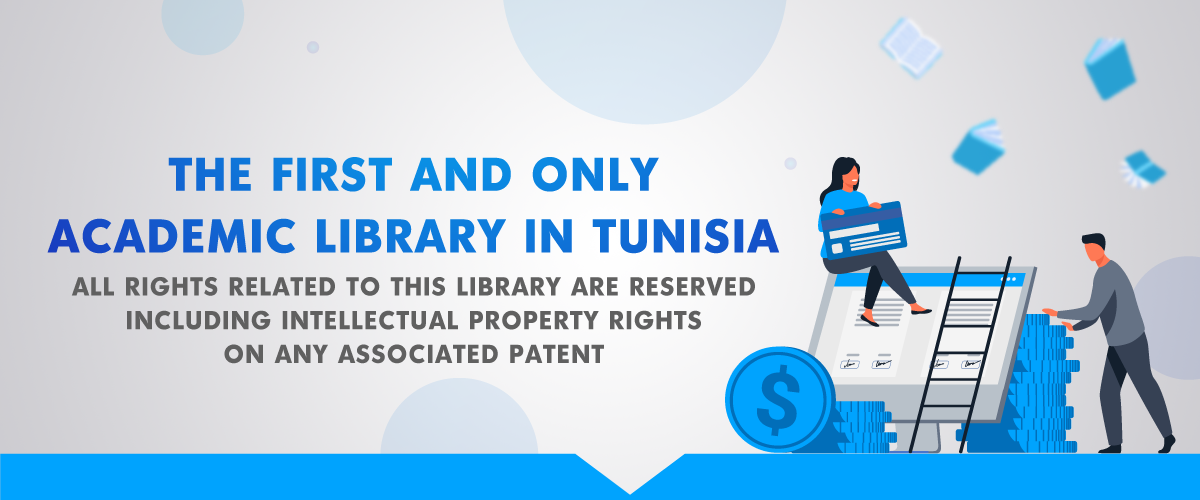 THE FIRST AND ONLY
ACADEMIC LIBRARY IN TUNISIA
ALL RIGHTS RELATED TO THIS LIBRARY ARE RESERVED
INCLUDING INTELLECTUAL PROPERTY RIGHTS
ON ANY ASSOCIATED PATENT
$